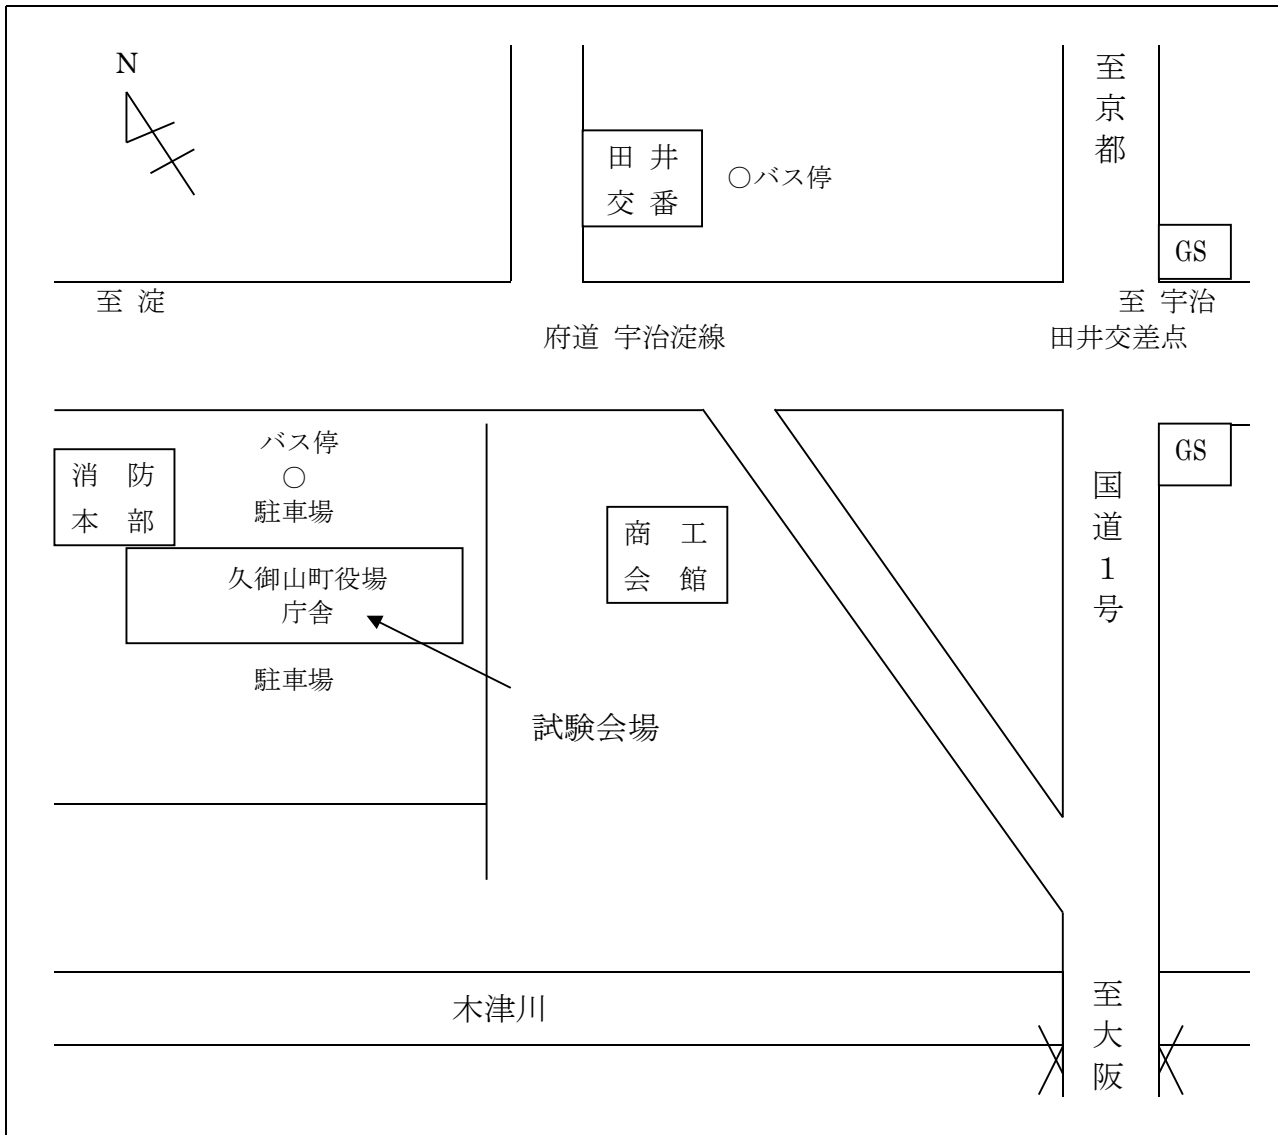 N
至京都
田 井
交 番
○バス停
GS
至 淀
至 宇治
府道 宇治淀線
田井交差点
バス停
○
駐車場
消 防
本 部
GS
国道１号
商 工
会 館
久御山町役場
庁舎
駐車場
試験会場
木津川
至大阪